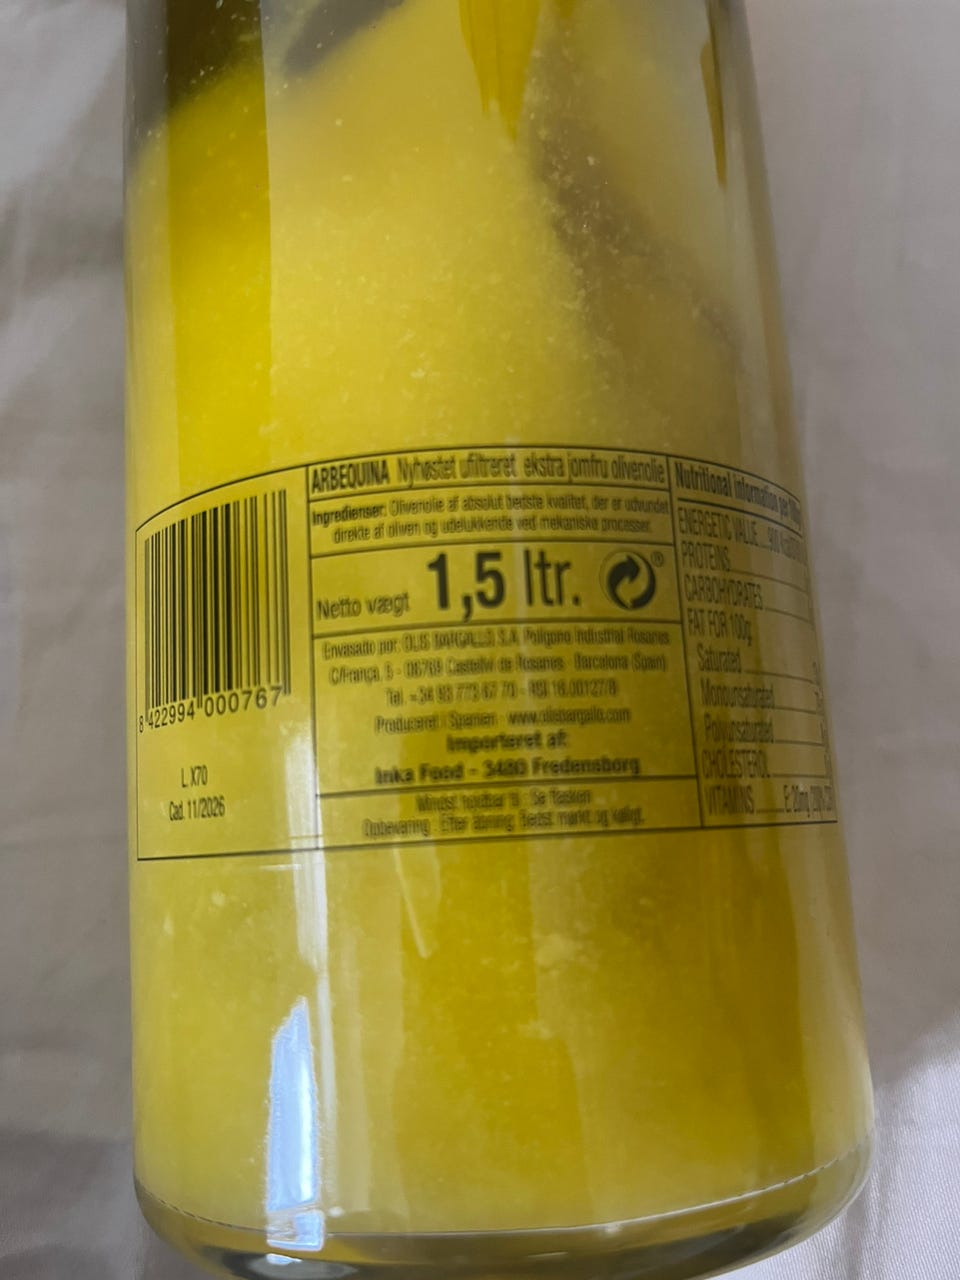 ARBEQUINA Nyhøstet ufiltreret ekstra jomfru olivenolie
Ingredienser: Olivenolie af absolut bedste kvalitet, der er udvundet
direkte af oliven og udelukkende ved mekaniske processer.
Netto vægt 1,5 ltr. ®
Envasado por: OLIS BARGALLO S.A. Polígono Industrial Rosanes
C/França, 5 - 08769 Castellví de Rosanes Barcelona (Spain)
Tel. +34 93 773 67 70 - RSI 16.00127/B
Produceret i Spanien www.olisbargallo.com
Importeret af:
Inka Food - 3480 Fredensborg
Mindst holdbar til : Se flasken
Opbevaring : Efter åbning, bedst mørkt og køligt.
8 422994 000767
L. X70
Cad. 11/2026
Nutritional information per 100g
ENERGETIC VALUE....900 Kcal
PROTEINS
CARBOHYDRATES
FAT FOR 100g
Saturated
Monounsaturated
Polyunsaturated
CHOLESTEROL
VITAMINS........E: 20mg